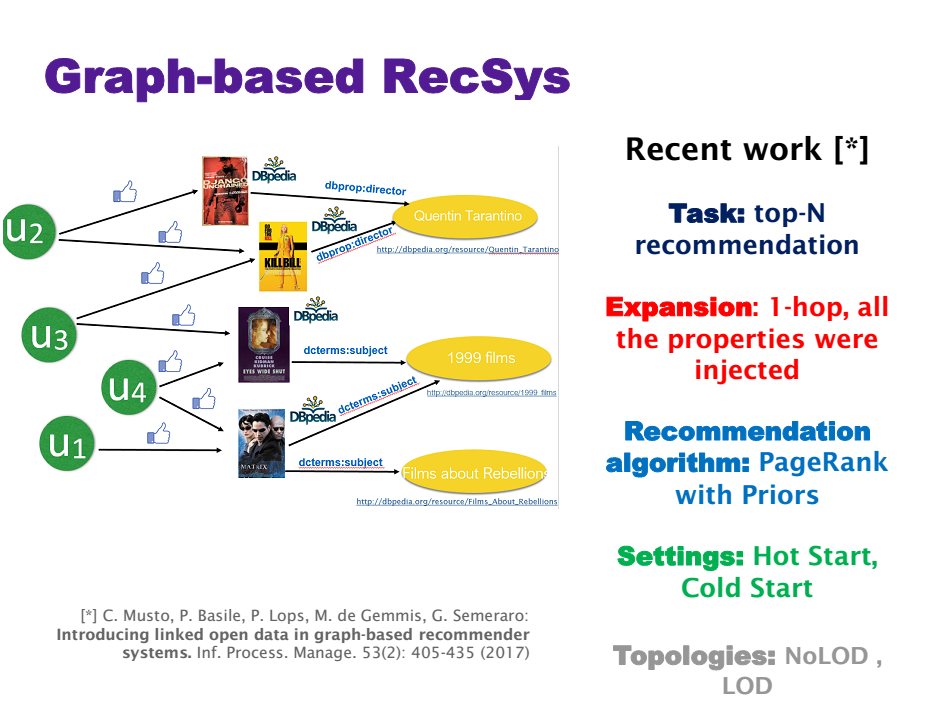 Graph-based RecSys
Recent work [*]
Task: top-N
recommendation
Expansion: 1-hop, all
the properties were
injected
Recommendation
algorithm: PageRank
with Priors
Settings: Hot Start,
Cold Start
Topologies: NoLOD ,
LOD
u2
u3
u4
u1
DJANGO
UNCHAINED
DBpedia
dbprop:director
Quentin Tarantino
http://dbpedia.org/resource/Quentin_Tarantino
KILL BILL
DBpedia
dbprop:director
CRUISE
KIDMAN
KUBRICK
EYES WIDE SHUT
DBpedia
dcterms:subject
1999 films
http://dbpedia.org/resource/1999_films
MATRIX
DBpedia
dcterms:subject
dcterms:subject
Films about Rebellions
http://dbpedia.org/resource/Films_About_Rebellions
[*] C. Musto, P. Basile, P. Lops, M. de Gemmis, G. Semeraro:
Introducing linked open data in graph-based recommender
systems. Inf. Process. Manage. 53(2): 405-435 (2017)